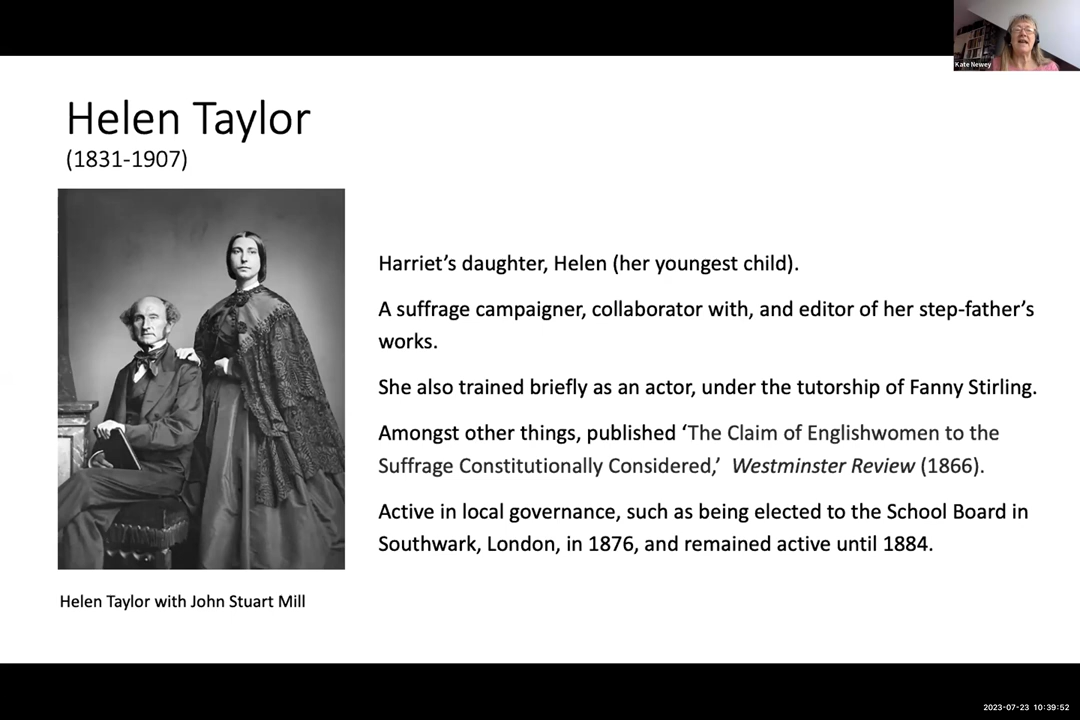 Kate Newey
Helen Taylor
(1831-1907)
Harriet’s daughter, Helen (her youngest child).
A suffrage campaigner, collaborator with, and editor of her step-father’s
works.
She also trained briefly as an actor, under the tutorship of Fanny Stirling.
Amongst other things, published ‘The Claim of Englishwomen to the
Suffrage Constitutionally Considered,’ Westminster Review (1866).
Active in local governance, such as being elected to the School Board in
Southwark, London, in 1876, and remained active until 1884.
Helen Taylor with John Stuart Mill
2023-07-23 10:39:52